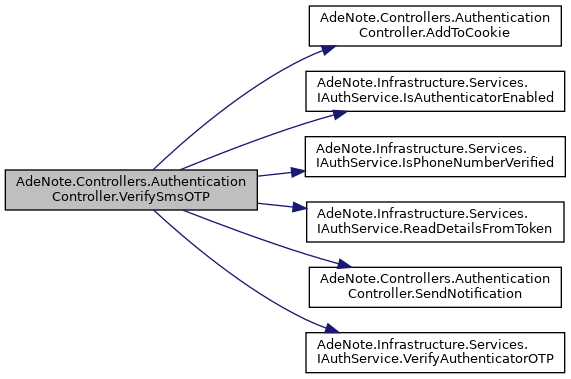 AdeNote.Controllers.Authentication
Controller.AddToCookie
AdeNote.Infrastructure.Services.
IAuthService.IsAuthenticatorEnabled
AdeNote.Infrastructure.Services.
IAuthService.IsPhoneNumberVerified
AdeNote.Controllers.Authentication
Controller.VerifySmsOTP
AdeNote.Infrastructure.Services.
IAuthService.ReadDetailsFromToken
AdeNote.Controllers.Authentication
Controller.SendNotification
AdeNote.Infrastructure.Services.
IAuthService.VerifyAuthenticatorOTP